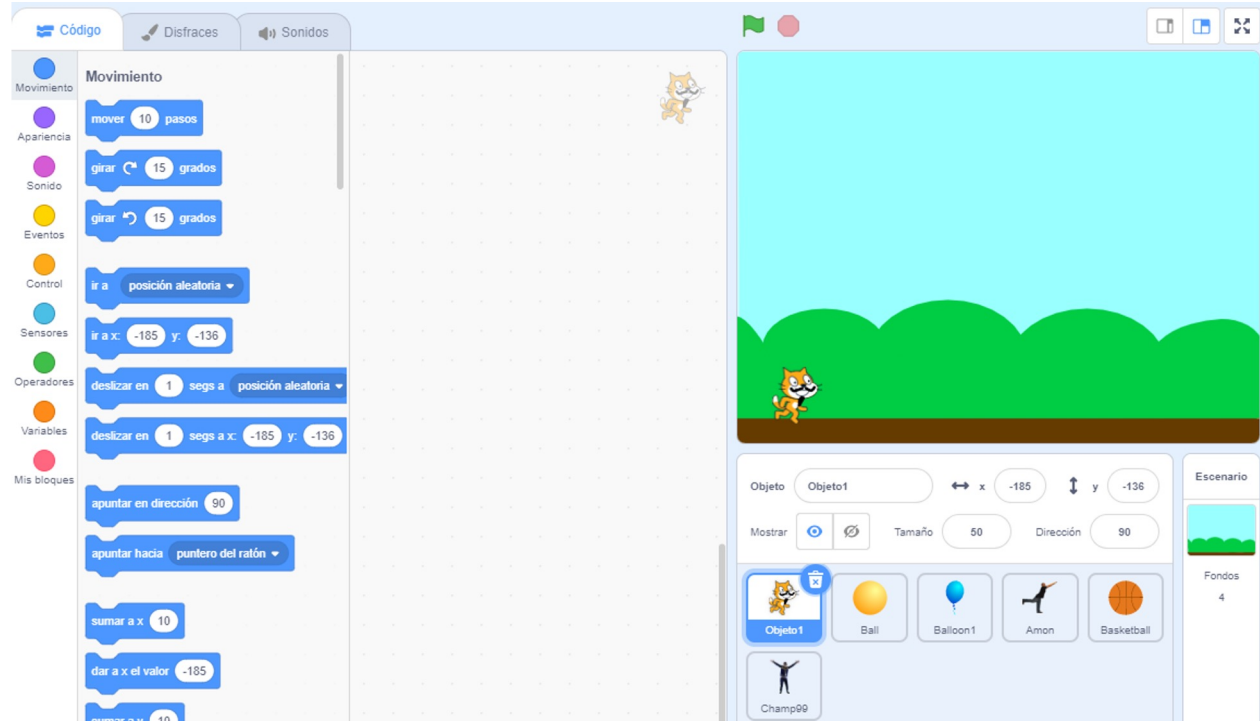 Código
Disfraces
Sonidos
Movimiento
Apariencia
Sonido
Eventos
Control
Sensores
Operadores
Variables
Mis bloques
Movimiento
mover 10 pasos
girar 15 grados
girar 15 grados
ir a posición aleatoria
ir a x: -185 y: -136
deslizar en 1 segs a posición aleatoria
deslizar en 1 segs a x: -185 y: -136
apuntar en dirección 90
apuntar hacia puntero del ratón
sumar a x 10
dar a x el valor -185
sumar a y 10
Objeto Objeto1 x -185 y -136
Mostrar Tamaño 50 Dirección 90
Objeto1
Ball
Balloon1
Amon
Basketball
Champ99
Escenario
Fondos
4